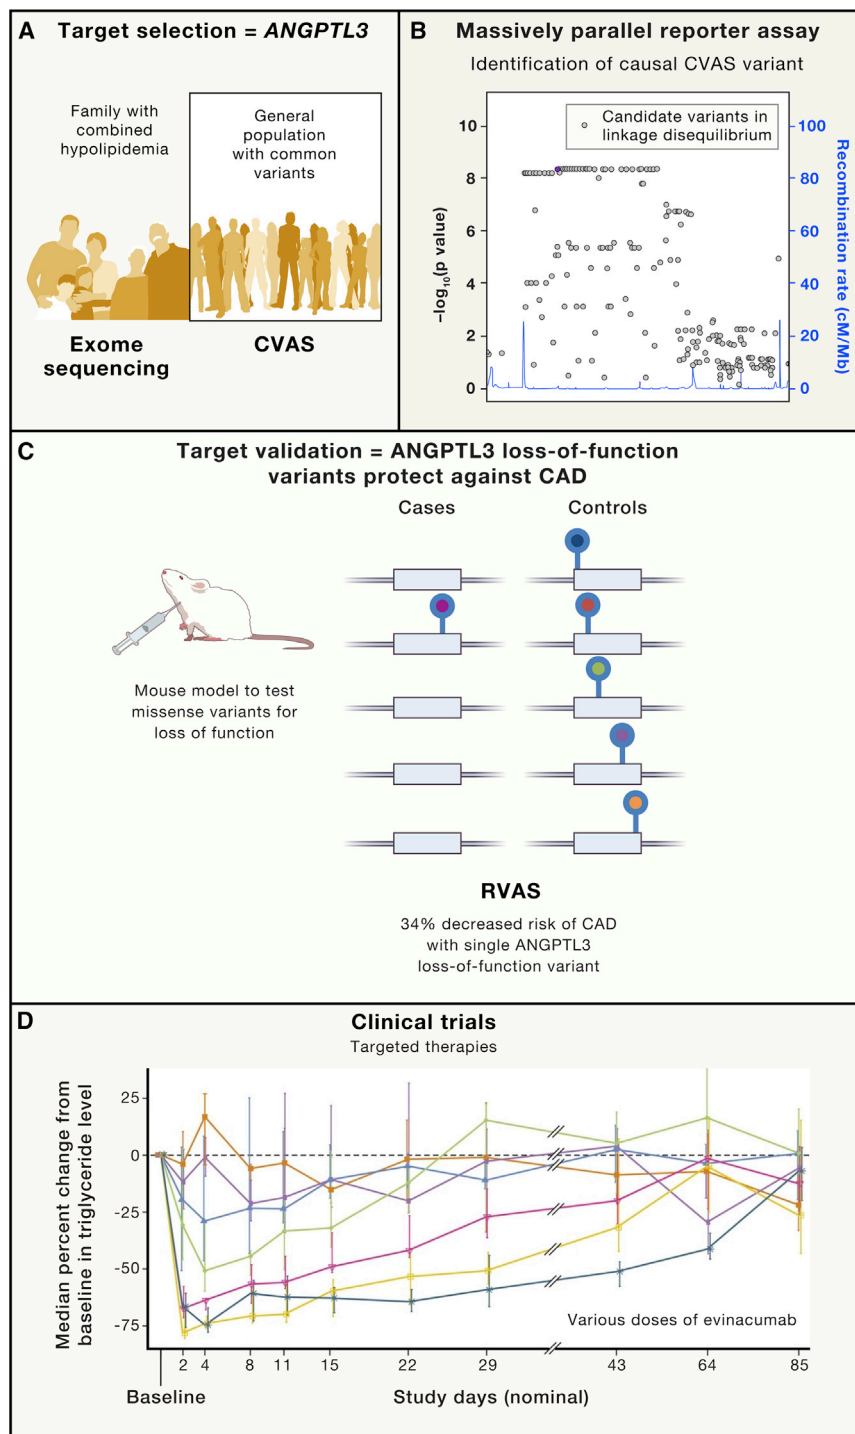 A
Target selection = ANGPTL3
Family with
combined
hypolipidemia
General
population
with common
variants
Exome
sequencing
CVAS
B
Massively parallel reporter assay
Identification of causal CVAS variant
Candidate variants in
linkage disequilibrium
10
8
6
4
2
0
–log10(p value)
100
80
60
40
20
0
Recombination rate (cM/Mb)
C
Target validation = ANGPTL3 loss-of-function
variants protect against CAD
Cases
Controls
Mouse model to test
missense variants for
loss of function
RVAS
34% decreased risk of CAD
with single ANGPTL3
loss-of-function variant
D
Clinical trials
Targeted therapies
Median percent change from
baseline in triglyceride level
25
0
-25
-50
-75
Various doses of evinacumab
2 4 8 11 15 22 29 43 64 85
Baseline
Study days (nominal)